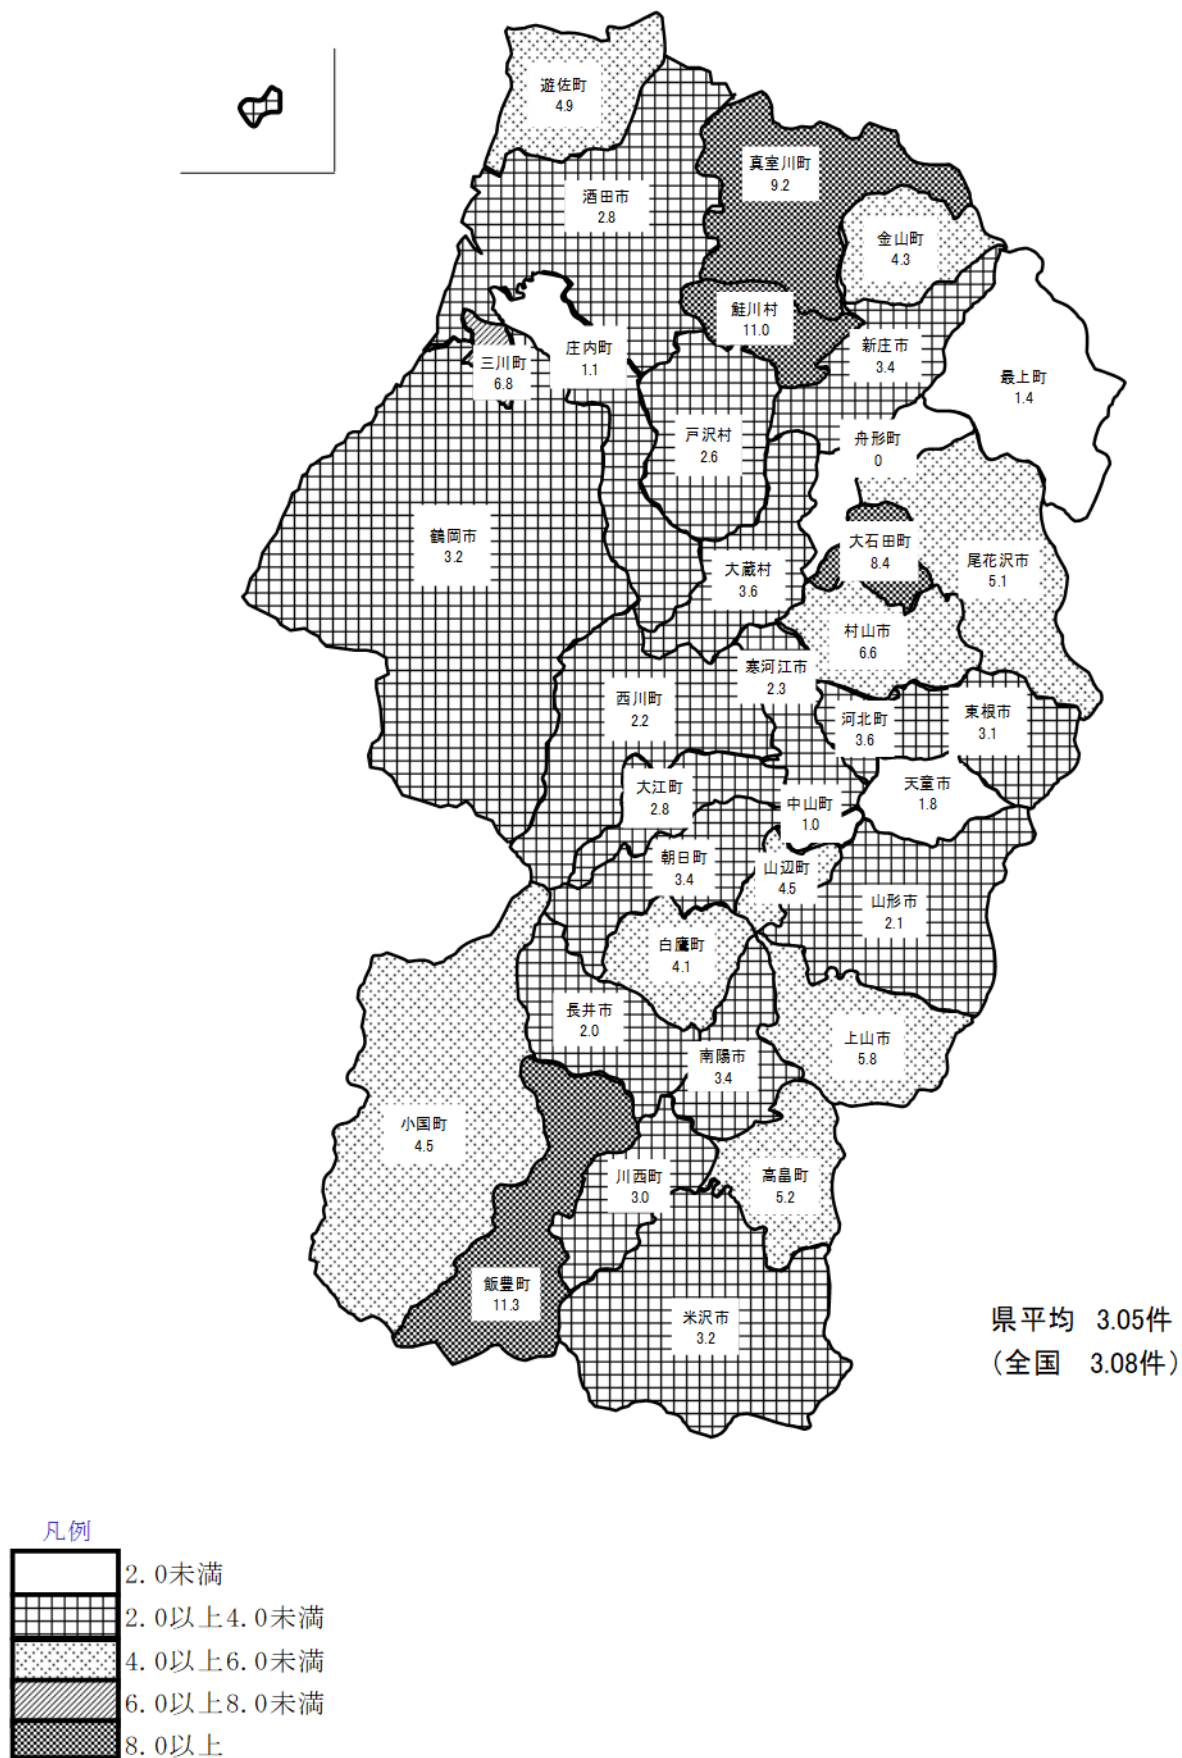 遊佐町
4.9
真室川町
9.2
酒田市
2.8
金山町
4.3
鮭川村
11.0
庄内町
1.1
新庄市
3.4
三川町
6.8
最上町
1.4
戸沢村
2.6
舟形町
0
鶴岡市
3.2
大石田町
8.4
大蔵村
3.6
尾花沢市
5.1
村山市
6.6
寒河江市
2.3
西川町
2.2
河北町
3.6
東根市
3.1
大江町
2.8
中山町
1.0
天童市
1.8
朝日町
3.4
山辺町
4.5
山形市
2.1
白鷹町
4.1
長井市
2.0
上山市
5.8
南陽市
3.4
小国町
4.5
川西町
3.0
高畠町
5.2
飯豊町
11.3
米沢市
3.2
県平均 3.05件
(全国 3.08件)
凡例
2.0未満
2.0以上4.0未満
4.0以上6.0未満
6.0以上8.0未満
8.0以上